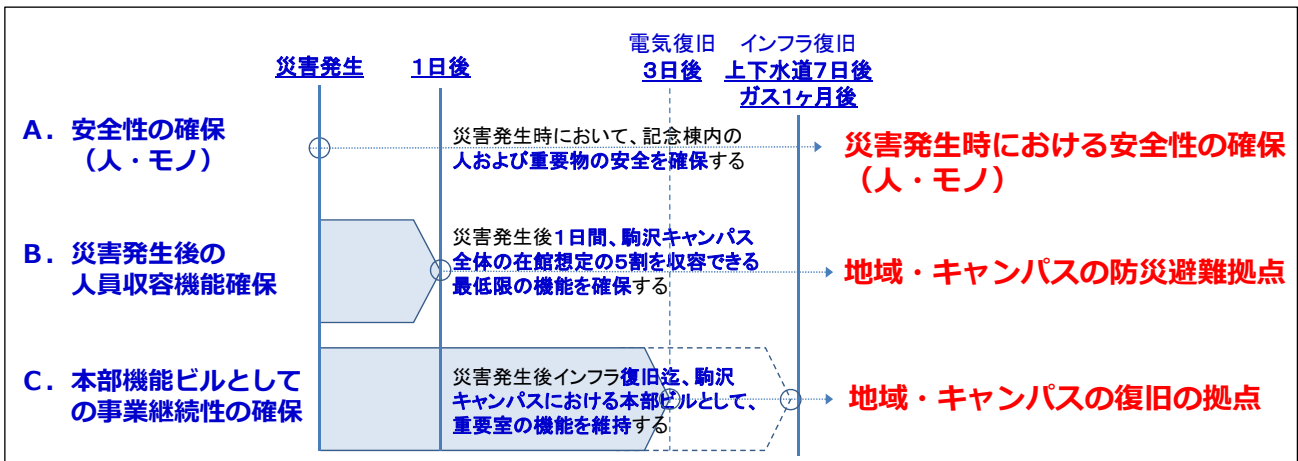 電気復旧 インフラ復旧
災害発生 1日後 3日後 上下水道7日後
ガス1ヶ月後
A．安全性の確保
（人・モノ）
災害発生時において、記念棟内の
人および重要物の安全を確保する
災害発生時における安全性の確保
（人・モノ）
B．災害発生後の
人員収容機能確保
災害発生後1日間、駒沢キャンパス
全体の在館想定の5割を収容できる
最低限の機能を確保する
地域・キャンパスの防災避難拠点
C．本部機能ビルとして
の事業継続性の確保
災害発生後インフラ復旧迄、駒沢
キャンパスにおける本部ビルとして、
重要室の機能を維持する
地域・キャンパスの復旧の拠点